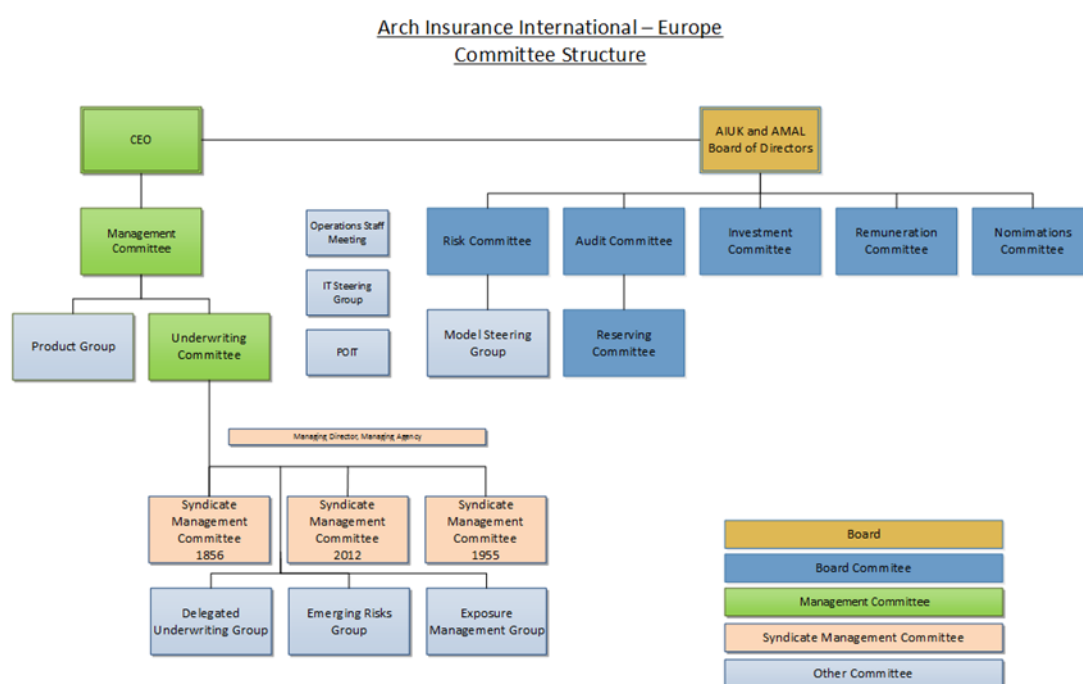 Arch Insurance International – Europe
Committee Structure
CEO
AIUK and AMAL
Board of Directors
Management
Committee
Operations Staff
Meeting
Risk Committee
Audit Committee
Investment
Committee
Remuneration
Committee
Nomimations
Committee
IT Steering
Group
Product Group
Underwriting
Committee
POIT
Model Steering
Group
Reserving
Committee
Managing Director, Managing Agency
Syndicate
Management
Committee
1856
Syndicate
Management
Committee
2012
Syndicate
Management
Committee
1955
Delegated
Underwriting Group
Emerging Risks
Group
Exposure
Management Group
Board
Board Commitee
Management Committee
Syndicate Management Committee
Other Committee